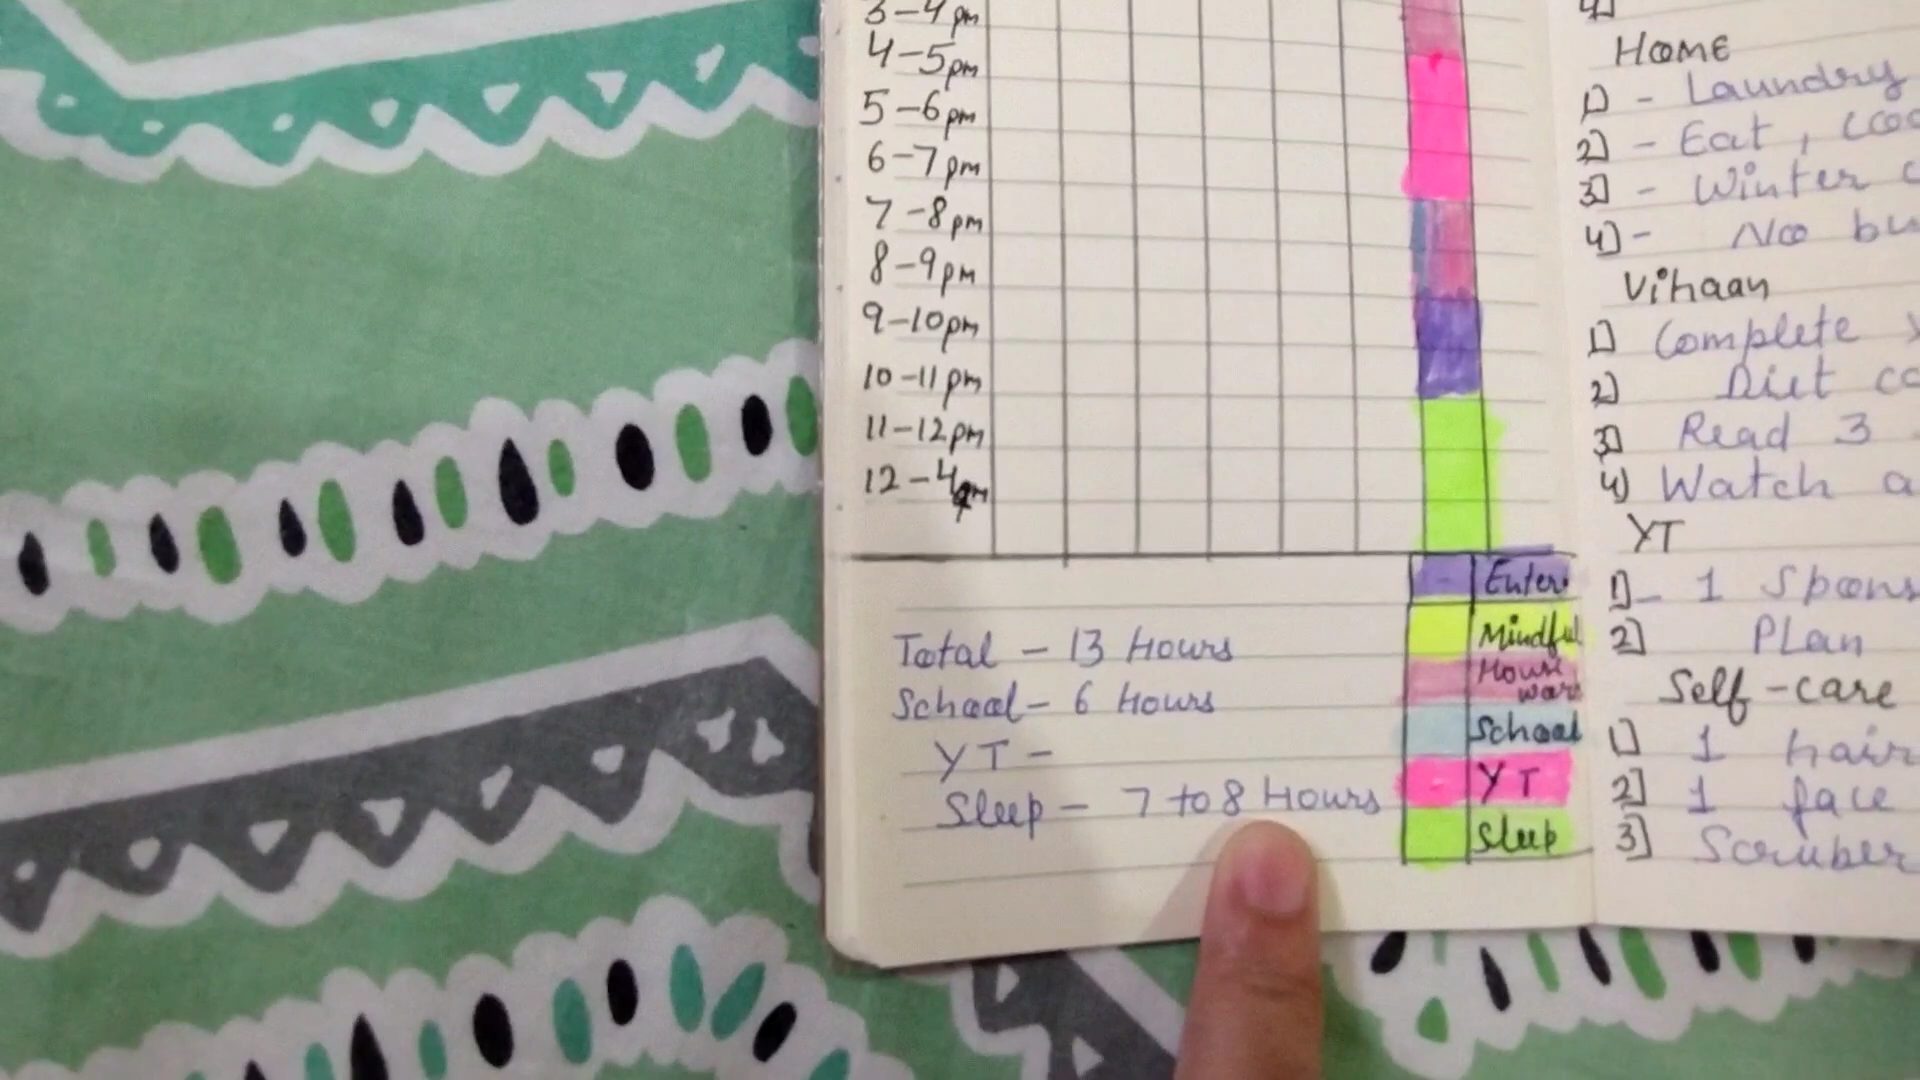 3-4pm
4-5pm
5-6pm
6-7pm
7-8pm
8-9pm
9-10pm
10-11pm
11-12pm
12-4am
Total - 13 Hours
School - 6 Hours
YT -
Sleep - 7 to 8 Hours
Enter.
Mindful
House
School
YT
Sleep
4]
Home
1) - Laundry
2) - Eat,
3] - Winter
4) - No
Vihaan
1] Complete
2] Diet
3] Read 3
4) Watch
YT
1] - 1
2] Plan
Self-care
1) 1 hair
2] 1 face
3] Scruber